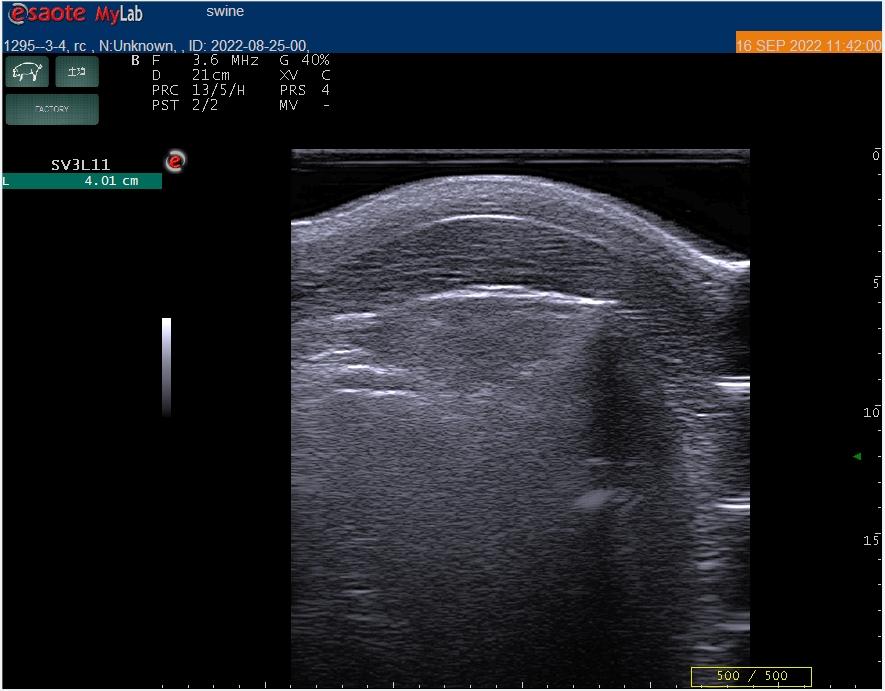 esaote MyLab
swine
1295--3-4, rc , N:Unknown, , ID: 2022-08-25-00,
16 SEP 2022 11:42:00
B F 3.6 MHz G 40%
D 21cm XV C
PRC 13/5/H PRS 4
PST 2/2 MV -
FACTORY
SV3L11
e
L 4.01 cm
0
5
10
15
500 / 500